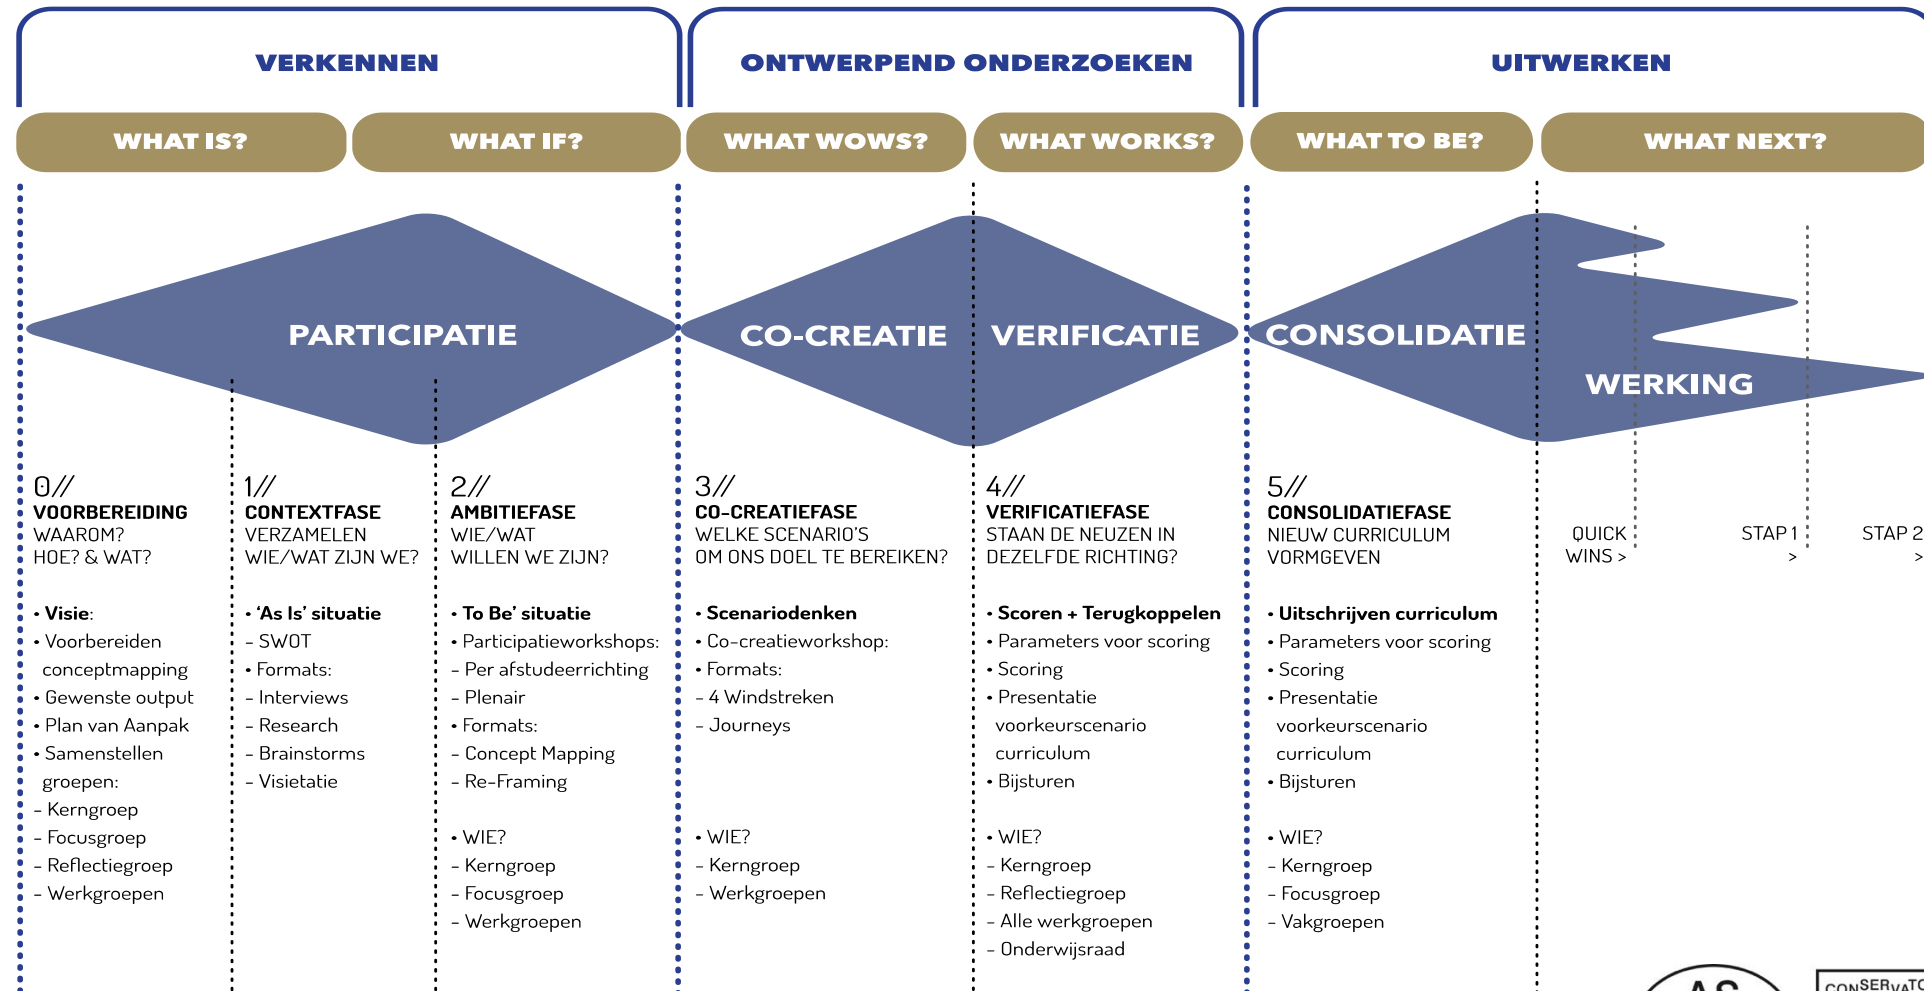 VERKENNEN
ONTWERPEND ONDERZOEKEN
UITWERKEN
WHAT IS?
WHAT IF?
WHAT WOWS?
WHAT WORKS?
WHAT TO BE?
WHAT NEXT?
PARTICIPATIE
CO-CREATIE
VERIFICATIE
CONSOLIDATIE
WERKING
0//
VOORBEREIDING
WAAROM?
HOE? & WAT?
• Visie:
• Voorbereiden
conceptmapping
• Gewenste output
• Plan van Aanpak
• Samenstellen
groepen:
- Kerngroep
- Focusgroep
- Reflectiegroep
- Werkgroepen
1//
CONTEXTFASE
VERZAMELEN
WIE/WAT ZIJN WE?
• ‘As Is’ situatie
- SWOT
• Formats:
- Interviews
- Research
- Brainstorms
- Visietatie
2//
AMBITIEFASE
WIE/WAT
WILLEN WE ZIJN?
• To Be’ situatie
• Participatieworkshops:
- Per afstudeerrichting
- Plenair
• Formats:
- Concept Mapping
- Re-Framing
• WIE?
- Kerngroep
- Focusgroep
- Werkgroepen
3//
CO-CREATIEFASE
WELKE SCENARIO’S
OM ONS DOEL TE BEREIKEN?
• Scenariodenken
• Co-creatieworkshop:
• Formats:
- 4 Windstreken
- Journeys
• WIE?
- Kerngroep
- Werkgroepen
4//
VERIFICATIEFASE
STAAN DE NEUZEN IN
DEZELFDE RICHTING?
• Scoren + Terugkoppelen
• Parameters voor scoring
• Scoring
• Presentatie
voorkeurscenario
curriculum
• Bijsturen
• WIE?
- Kerngroep
- Reflectiegroep
- Alle werkgroepen
- Onderwijsraad
5//
CONSOLIDATIEFASE
NIEUW CURRICULUM
VORMGEVEN
• Uitschrijven curriculum
• Parameters voor scoring
• Scoring
• Presentatie
voorkeurscenario
curriculum
• Bijsturen
• WIE?
- Kerngroep
- Focusgroep
- Vakgroepen
QUICK
WINS >
STAP 1
>
STAP 2
>
AS